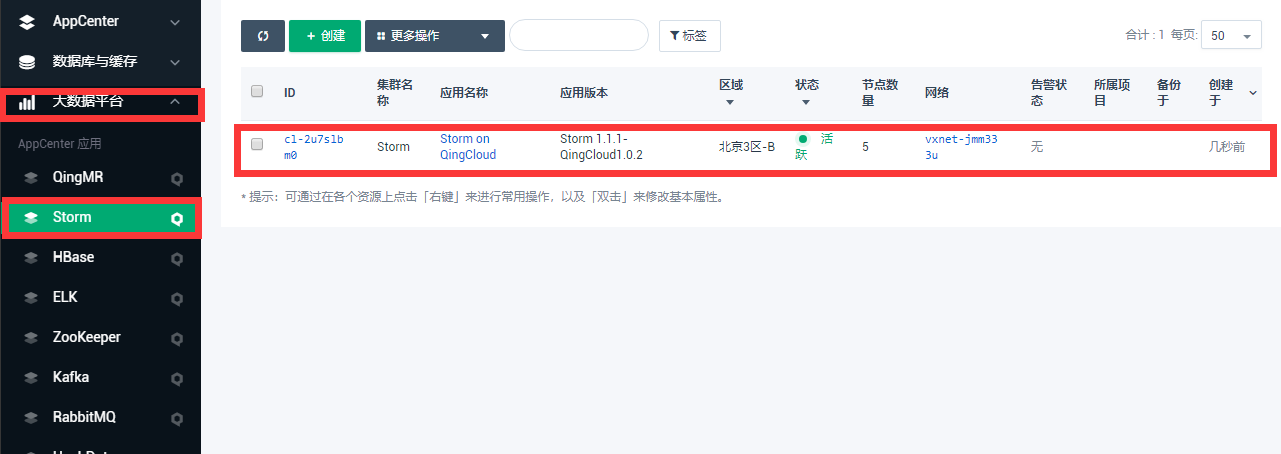 AppCenter
数据库与缓存
大数据平台
AppCenter 应用
QingMR
Storm
HBase
ELK
ZooKeeper
Kafka
RabbitMQ
+ 创建
更多操作
标签
合计 : 1 每页: 50
ID
集群名
称
应用名称
应用版本
区域
状态
节点数
量
网络
告警状
态
所属项
目
备份
于
创建
于
cl-2u7slb
m0
Storm
Storm on
QingCloud
Storm 1.1.1-
QingCloud1.0.2
北京3区-B
活
跃
5
vxnet-jmm33
3u
无
几秒前
* 提示：可通过在各个资源上点击「右键」来进行常用操作，以及「双击」来修改基本属性。